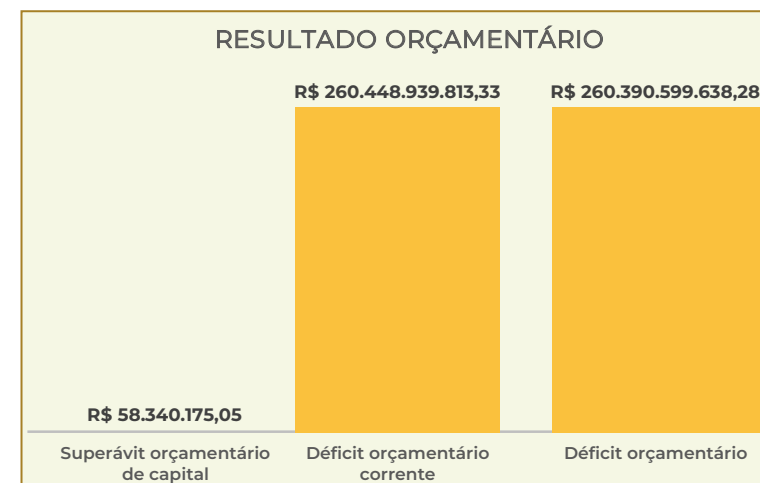 RESULTADO ORÇAMENTÁRIO
R$ 260.448.939.813,33
R$ 260.390.599.638,28
R$ 58.340.175,05
Superávit orçamentário
de capital
Déficit orçamentário
corrente
Déficit orçamentário